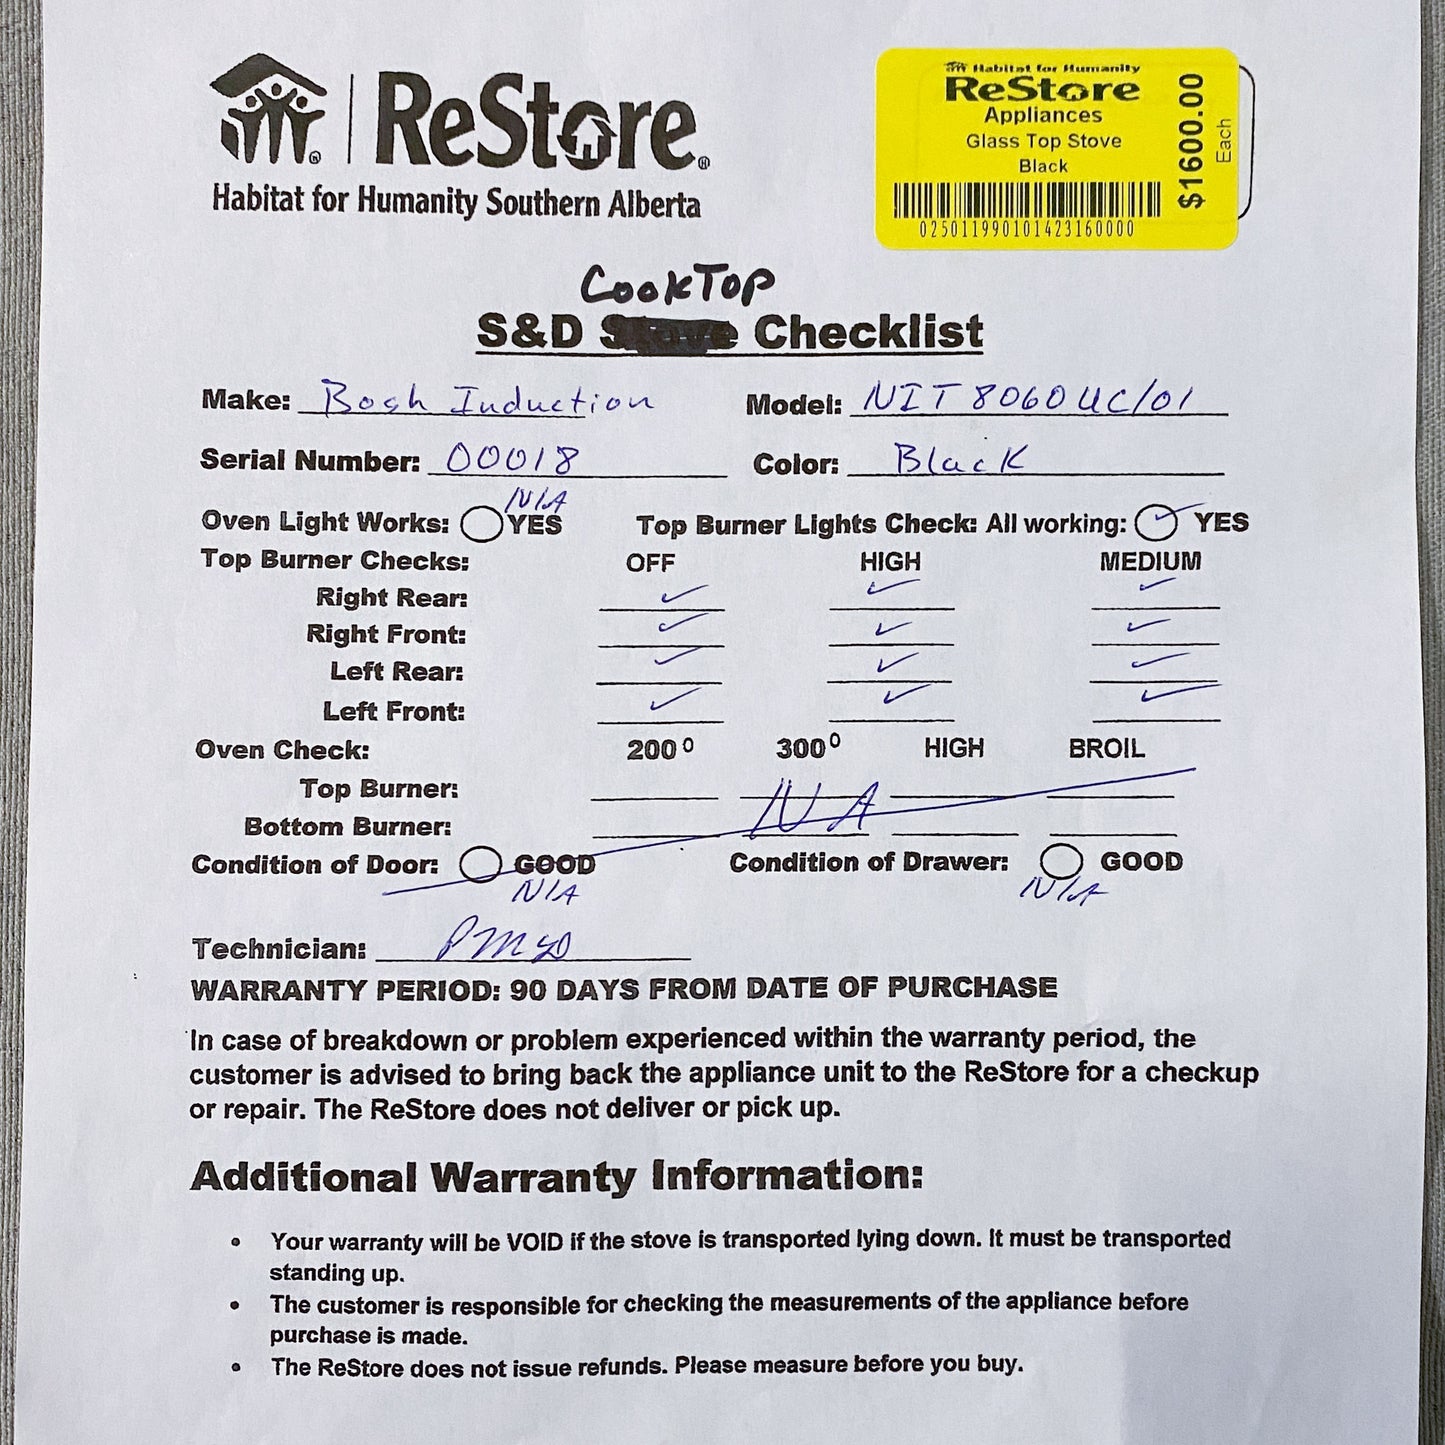 ReStore®
Habitat for Humanity Southern Alberta
Habitat for Humanity
ReStore
Appliances
Glass Top Stove
Black
025011990101423160000
$1600.00
Each
CookTop
S&D Stove Checklist
Make: Bosh Induction Model: NIT8060UC/01
Serial Number: 00018 Color: Black
N/A
Oven Light Works: YES Top Burner Lights Check: All working: ✓ YES
Top Burner Checks: OFF HIGH MEDIUM
Right Rear: ✓ ✓ ✓
Right Front: ✓ ✓ ✓
Left Rear: ✓ ✓ ✓
Left Front: ✓ ✓ ✓
Oven Check: 200° 300° HIGH BROIL
Top Burner:
N A
Bottom Burner:
Condition of Door: GOOD Condition of Drawer: GOOD
N/A N/A
Technician:
WARRANTY PERIOD: 90 DAYS FROM DATE OF PURCHASE
In case of breakdown or problem experienced within the warranty period, the
customer is advised to bring back the appliance unit to the ReStore for a checkup
or repair. The ReStore does not deliver or pick up.
Additional Warranty Information:
• Your warranty will be VOID if the stove is transported lying down. It must be transported
standing up.
• The customer is responsible for checking the measurements of the appliance before
purchase is made.
• The ReStore does not issue refunds. Please measure before you buy.